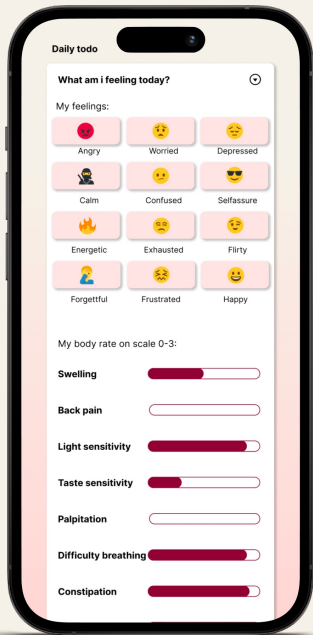 Daily todo
What am i feeling today?
My feelings:
Angry Worried Depressed
Calm Confused Selfassure
Energetic Exhausted Flirty
Forgettful Frustrated Happy
My body rate on scale 0-3:
Swelling
Back pain
Light sensitivity
Taste sensitivity
Palpitation
Difficulty breathing
Constipation